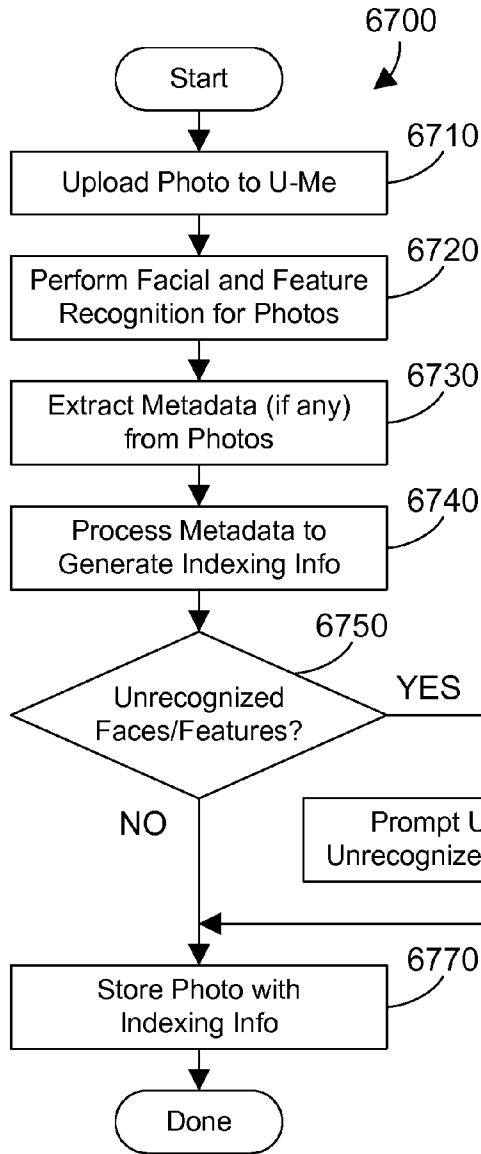 6700
Start
6710
Upload Photo to U-Me
6720
Perform Facial and Feature
Recognition for Photos
6730
Extract Metadata (if any)
from Photos
6740
Process Metadata to
Generate Indexing Info
6750
Unrecognized
Faces/Features?
YES
NO
Prompt
6770
Store Photo with
Indexing Info
Done